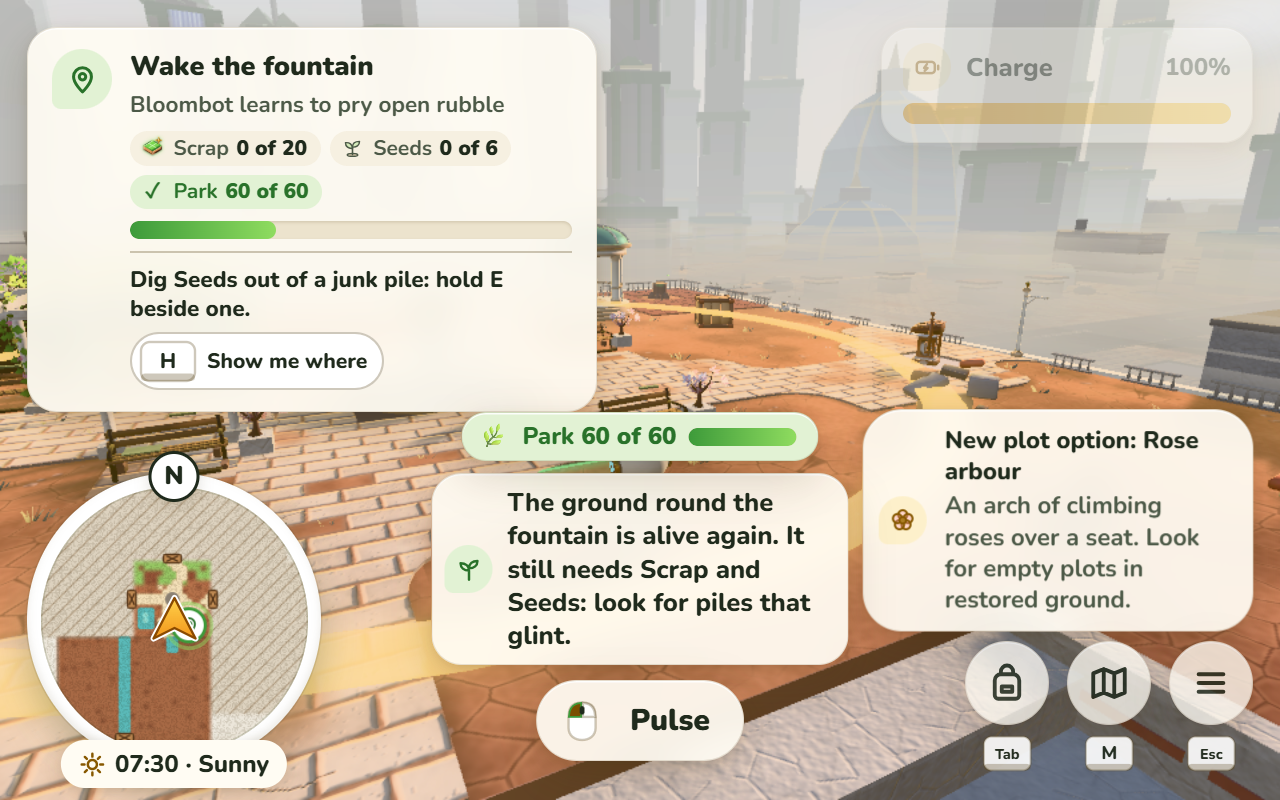 Wake the fountain
Bloombot learns to pry open rubble
Scrap 0 of 20
Seeds 0 of 6
Park 60 of 60
Dig Seeds out of a junk pile: hold E
beside one.
H Show me where
Charge 100%
N
Park 60 of 60
The ground round the
fountain is alive again. It
still needs Scrap and
Seeds: look for piles that
glint.
New plot option: Rose
arbour
An arch of climbing
roses over a seat. Look
for empty plots in
restored ground.
Pulse
07:30 · Sunny
Tab
M
Esc